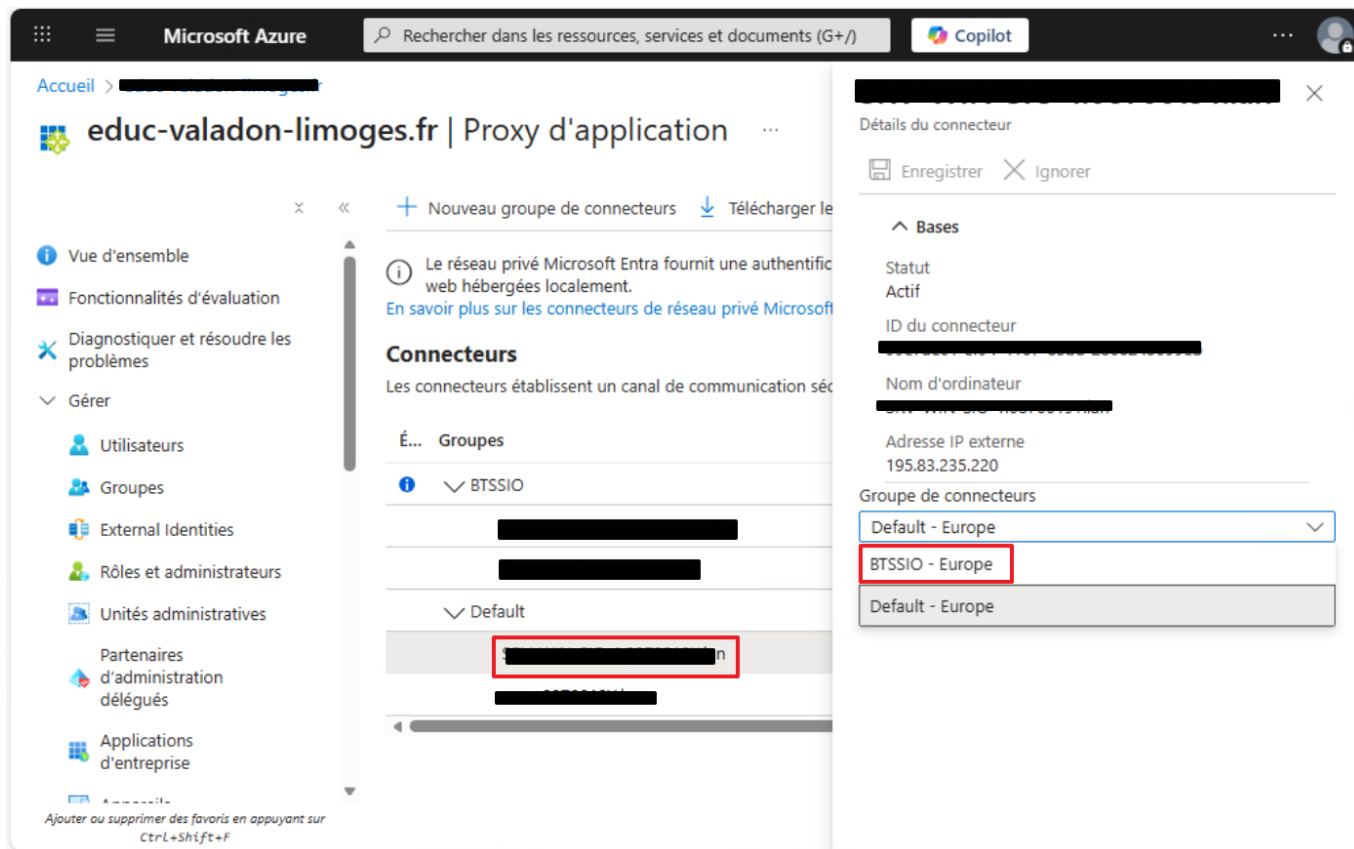 Microsoft Azure
Rechercher dans les ressources, services et documents (G+/)
Copilot
Accueil >
educ-valadon-limoges.fr | Proxy d'application
Nouveau groupe de connecteurs
Télécharger le
Vue d'ensemble
Fonctionnalités d'évaluation
Diagnostiquer et résoudre les
problèmes
Gérer
Utilisateurs
Groupes
External Identities
Rôles et administrateurs
Unités administratives
Partenaires
d'administration
délégués
Applications
d'entreprise
Ajouter ou supprimer des favoris en appuyant sur
Ctrl+Shift+F
Le réseau privé Microsoft Entra fournit une authentific
web hébergées localement.
En savoir plus sur les connecteurs de réseau privé Microsoft
Connecteurs
Les connecteurs établissent un canal de communication séc
É... Groupes
BTSSIO
Default
Détails du connecteur
Enregistrer
Ignorer
Bases
Statut
Actif
ID du connecteur
Nom d'ordinateur
Adresse IP externe
195.83.235.220
Groupe de connecteurs
Default - Europe
BTSSIO - Europe
Default - Europe